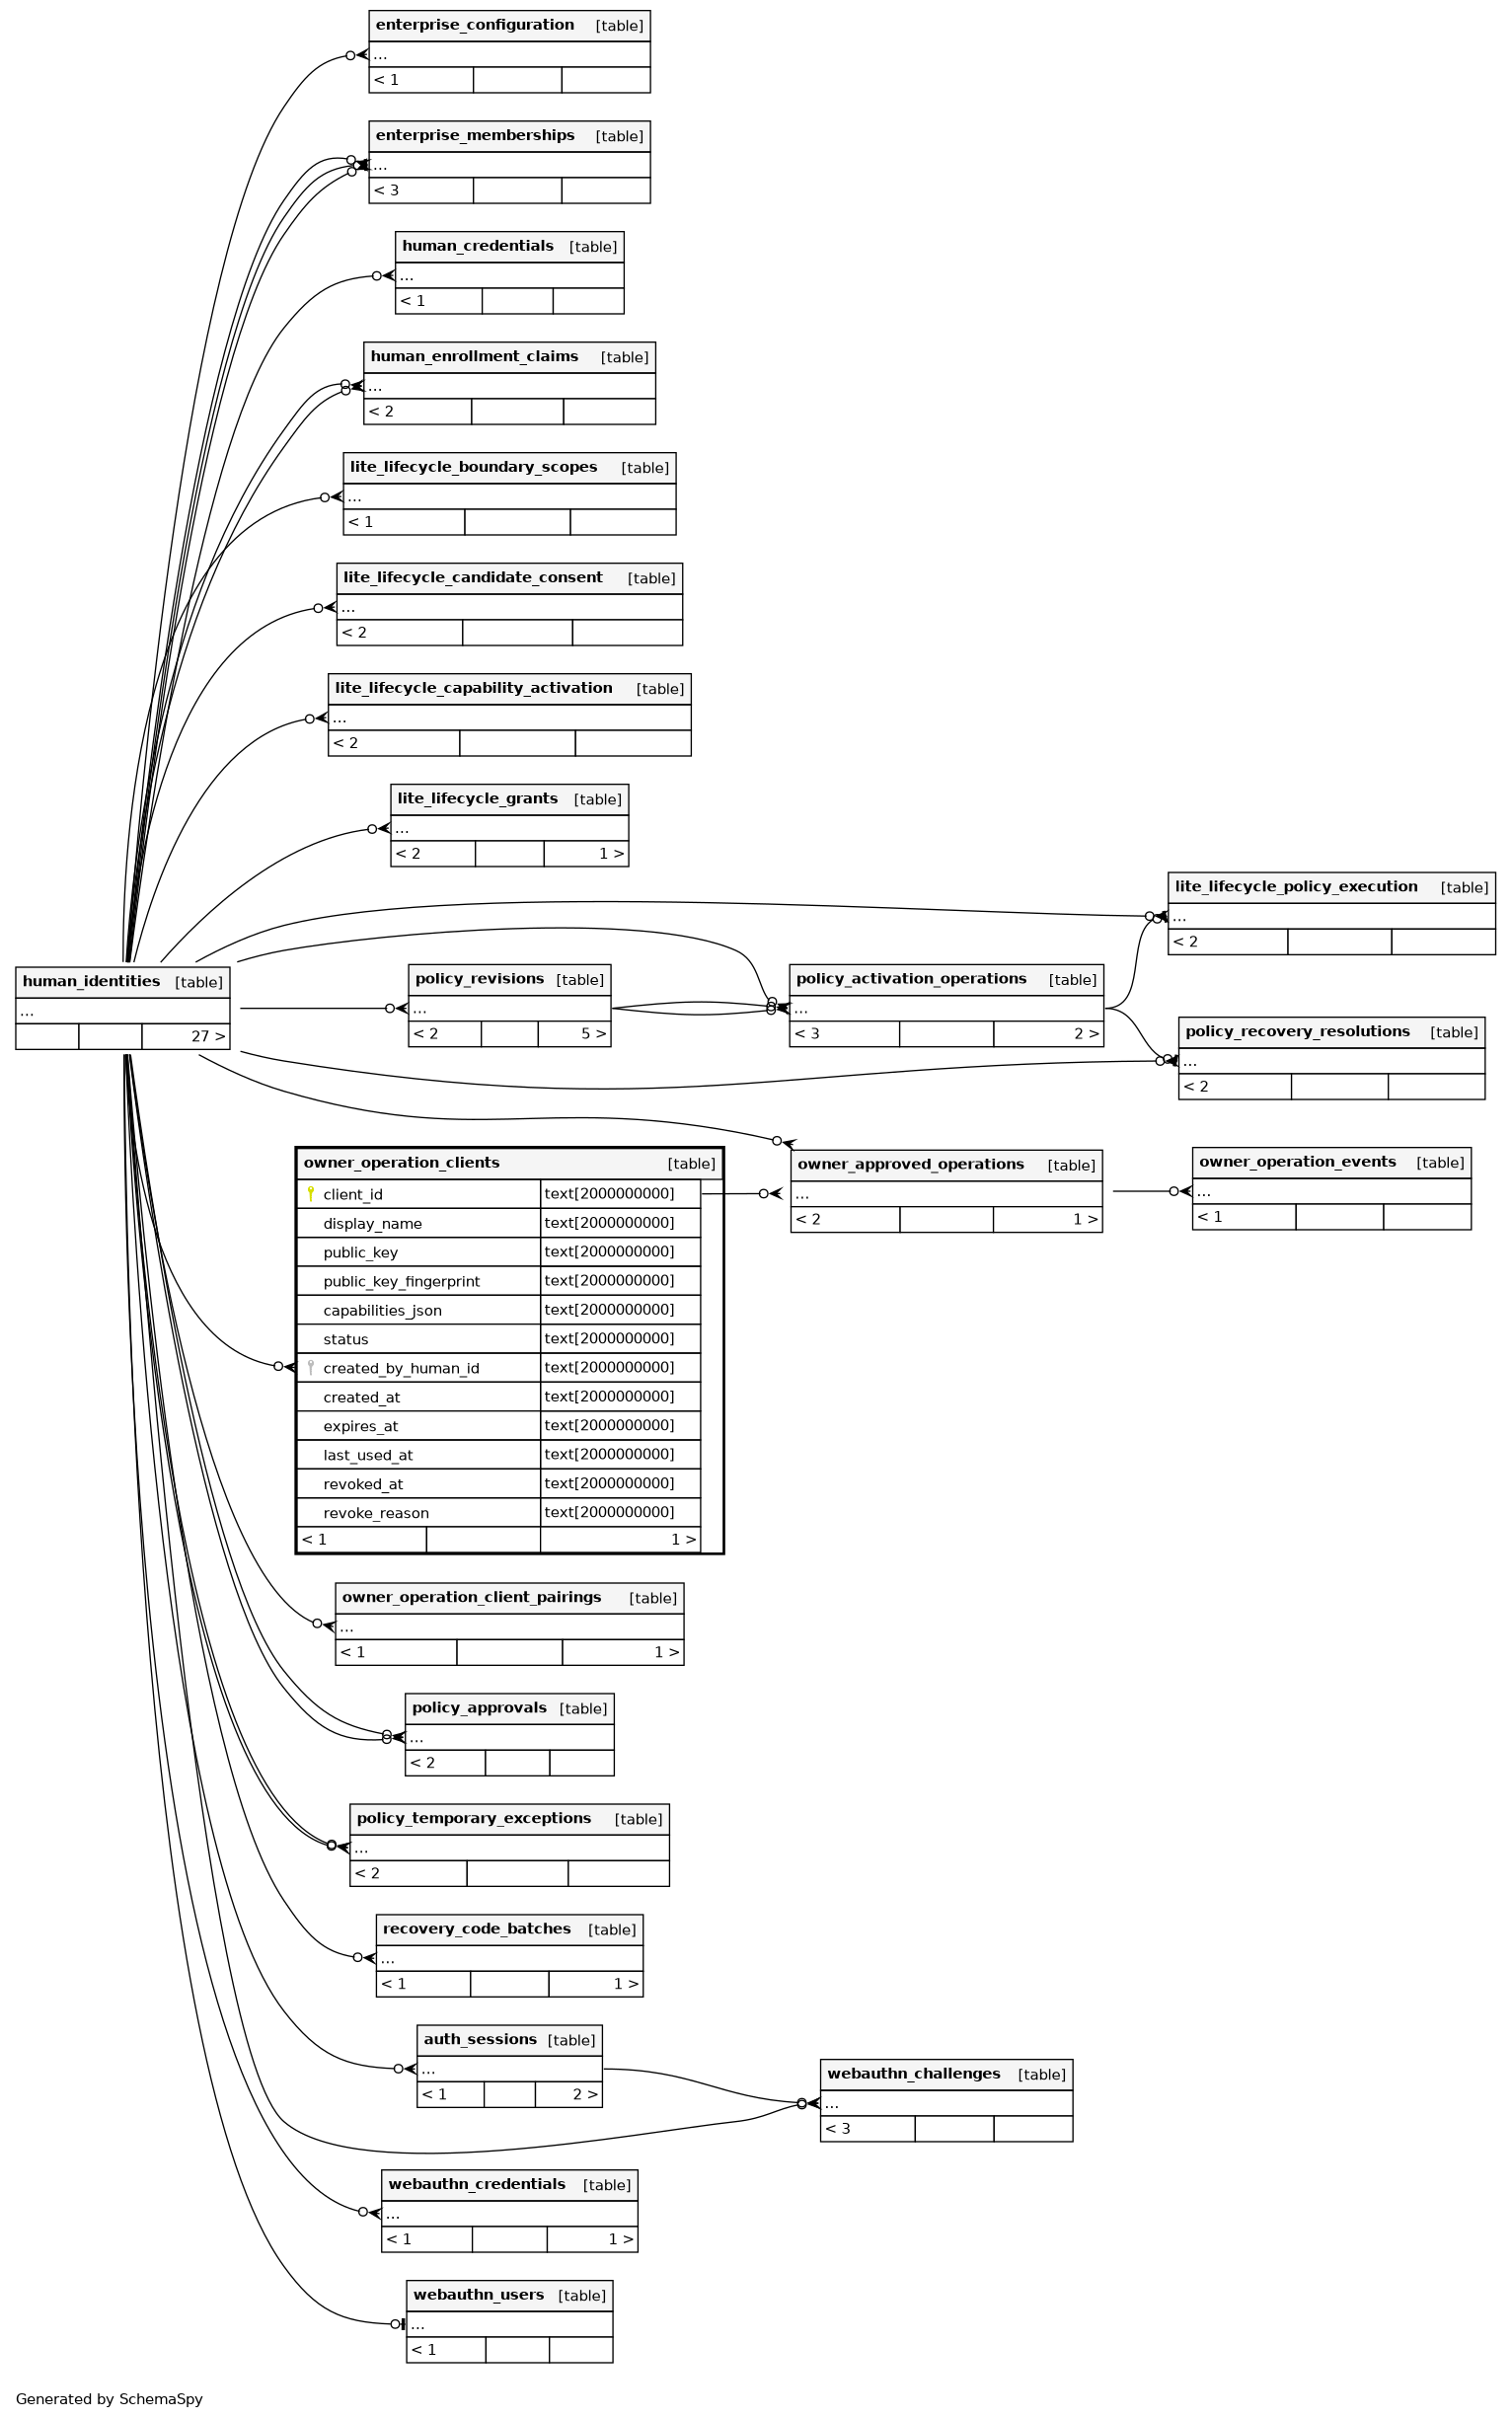 enterprise_configuration [table]
...
< 1
enterprise_memberships [table]
...
< 3
human_credentials [table]
...
< 1
human_enrollment_claims [table]
...
< 2
lite_lifecycle_boundary_scopes [table]
...
< 1
lite_lifecycle_candidate_consent [table]
...
< 2
lite_lifecycle_capability_activation [table]
...
< 2
lite_lifecycle_grants [table]
...
< 2 1 >
lite_lifecycle_policy_execution [table]
...
< 2
human_identities [table]
...
27 >
policy_revisions [table]
...
< 2 5 >
policy_activation_operations [table]
...
< 3 2 >
policy_recovery_resolutions [table]
...
< 2
owner_operation_clients [table]
client_id text[2000000000]
display_name text[2000000000]
public_key text[2000000000]
public_key_fingerprint text[2000000000]
capabilities_json text[2000000000]
status text[2000000000]
created_by_human_id text[2000000000]
created_at text[2000000000]
expires_at text[2000000000]
last_used_at text[2000000000]
revoked_at text[2000000000]
revoke_reason text[2000000000]
< 1 1 >
owner_approved_operations [table]
...
< 2 1 >
owner_operation_events [table]
...
< 1
owner_operation_client_pairings [table]
...
< 1 1 >
policy_approvals [table]
...
< 2
policy_temporary_exceptions [table]
...
< 2
recovery_code_batches [table]
...
< 1 1 >
auth_sessions [table]
...
< 1 2 >
webauthn_challenges [table]
...
< 3
webauthn_credentials [table]
...
< 1 1 >
webauthn_users [table]
...
< 1
Generated by SchemaSpy